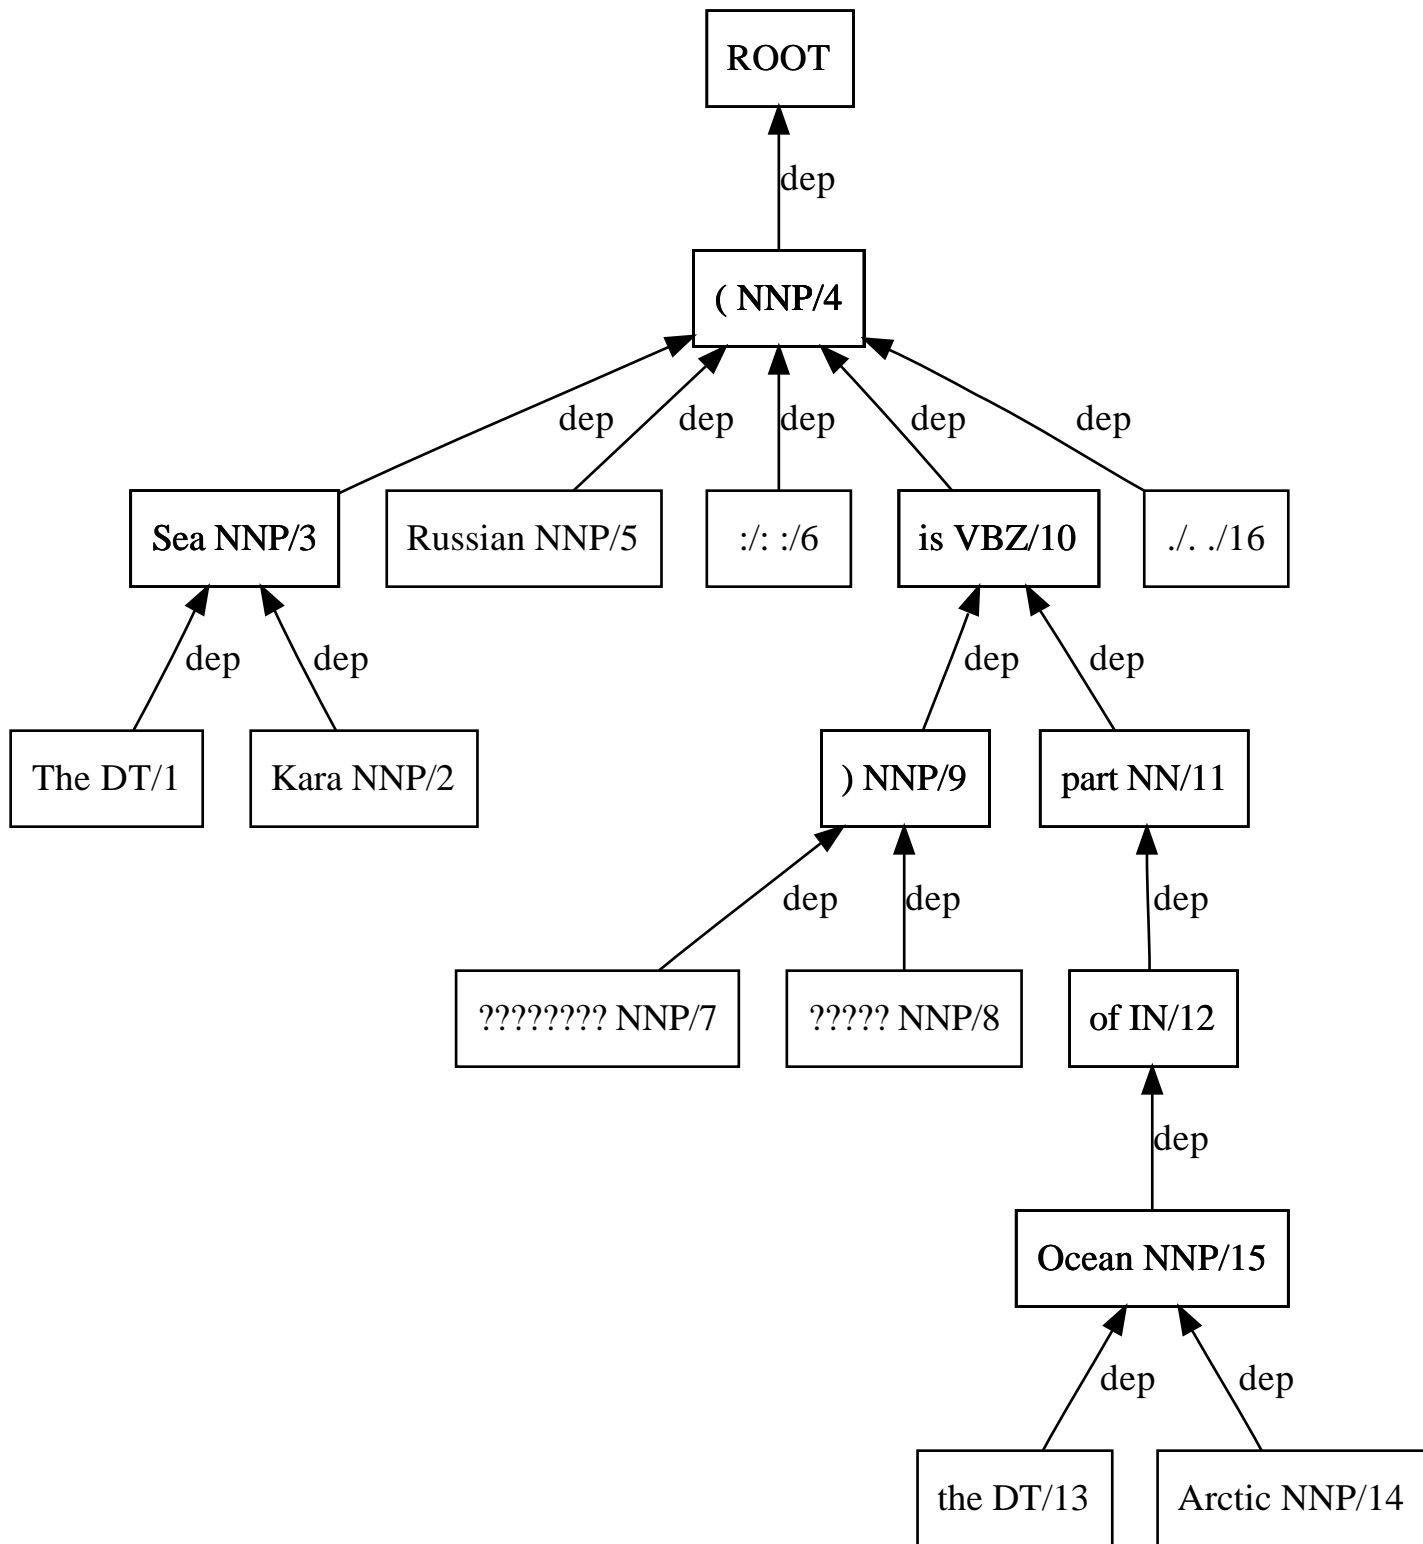 ROOT
dep
( NNP/4
dep dep dep dep dep
Sea NNP/3 Russian NNP/5 :/: :/6 is VBZ/10 ./. ./16
dep dep dep dep
The DT/1 Kara NNP/2 ) NNP/9 part NN/11
dep dep dep
???????? NNP/7 ????? NNP/8 of IN/12
dep
Ocean NNP/15
dep dep
the DT/13 Arctic NNP/14